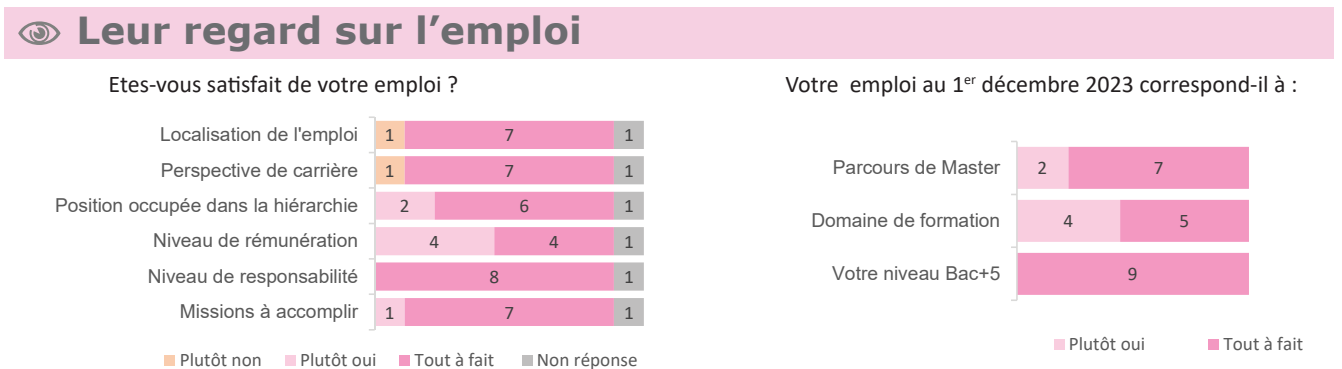 Leur regard sur l’emploi
Etes-vous satisfait de votre emploi ?
Localisation de l'emploi 1 7 1
Perspective de carrière 1 7 1
Position occupée dans la hiérarchie 2 6 1
Niveau de rémunération 4 4 1
Niveau de responsabilité 8 1
Missions à accomplir 1 7 1
Plutôt non Plutôt oui Tout à fait Non réponse
Votre emploi au 1er décembre 2023 correspond-il à :
Parcours de Master 2 7
Domaine de formation 4 5
Votre niveau Bac+5 9
Plutôt oui Tout à fait